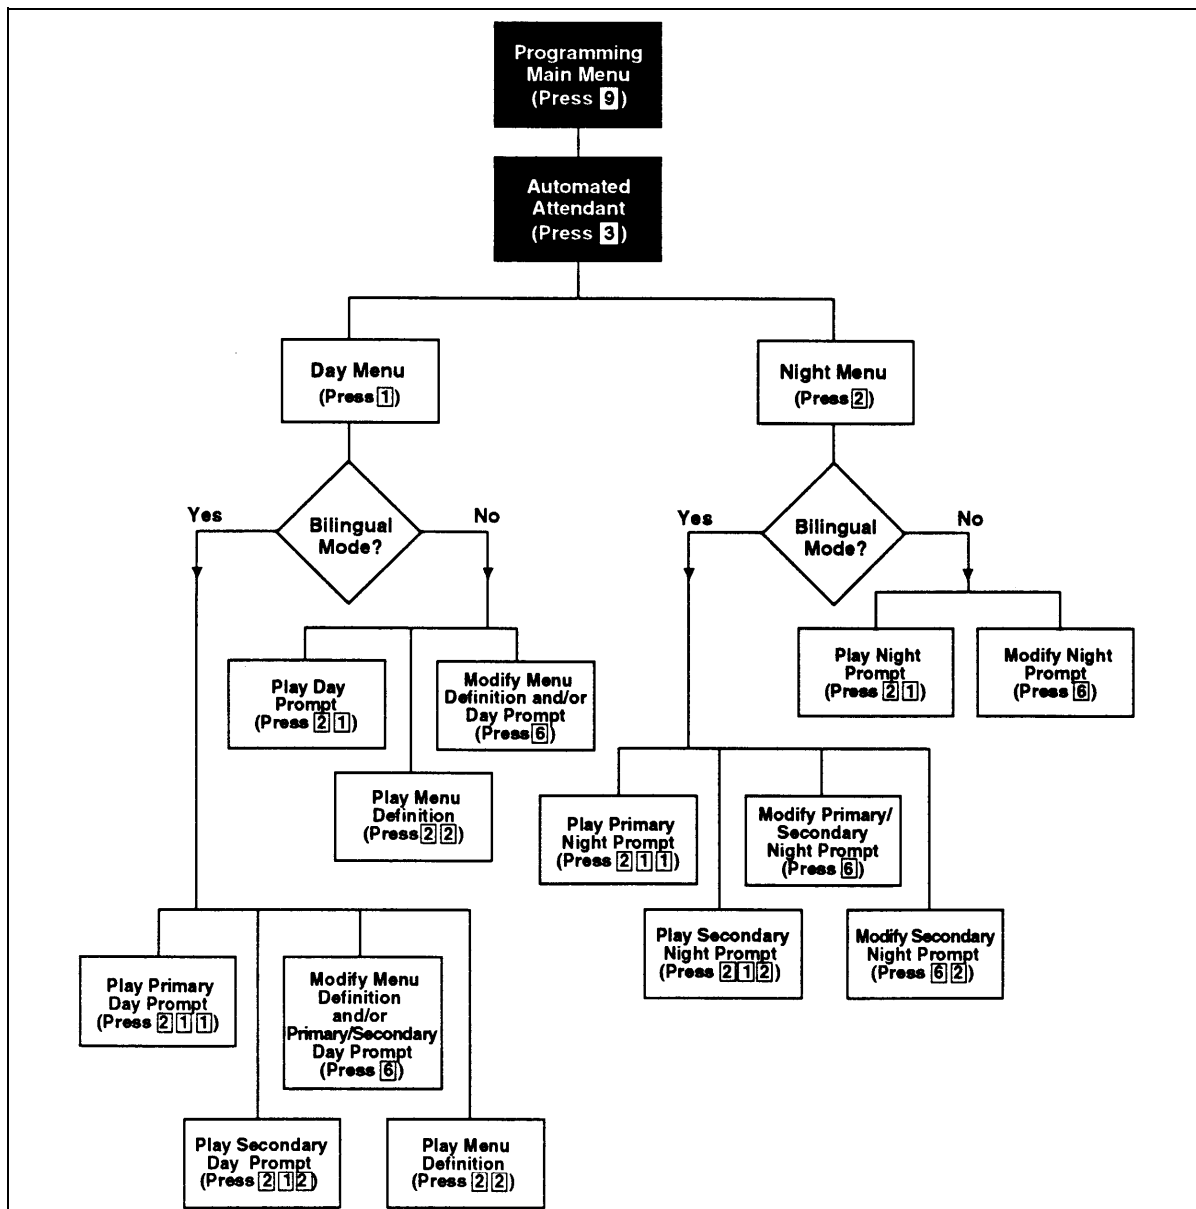 Programming
Main Menu
(Press 9)
Automated
Attendant
(Press 3)
Day Menu
(Press 1)
Night Menu
(Press 2)
Yes
Bilingual
Mode?
No
Yes
Bilingual
Mode?
No
Play Day
Prompt
(Press 2 1)
Modify Menu
Definition and/or
Day Prompt
(Press 6)
Play Menu
Definition
(Press 2 2)
Play Night
Prompt
(Press 2 1)
Modify Night
Prompt
(Press 6)
Play Primary
Night Prompt
(Press 2 1 1)
Modify Primary/
Secondary
Night Prompt
(Press 6)
Play Secondary
Night Prompt
(Press 2 1 2)
Modify Secondary
Night Prompt
(Press 6 2)
Play Primary
Day Prompt
(Press 2 1 1)
Modify Menu
Definition
and/or
Primary/Secondary
Day Prompt
(Press 6)
Play Secondary
Day Prompt
(Press 2 1 2)
Play Menu
Definition
(Press 2 2)